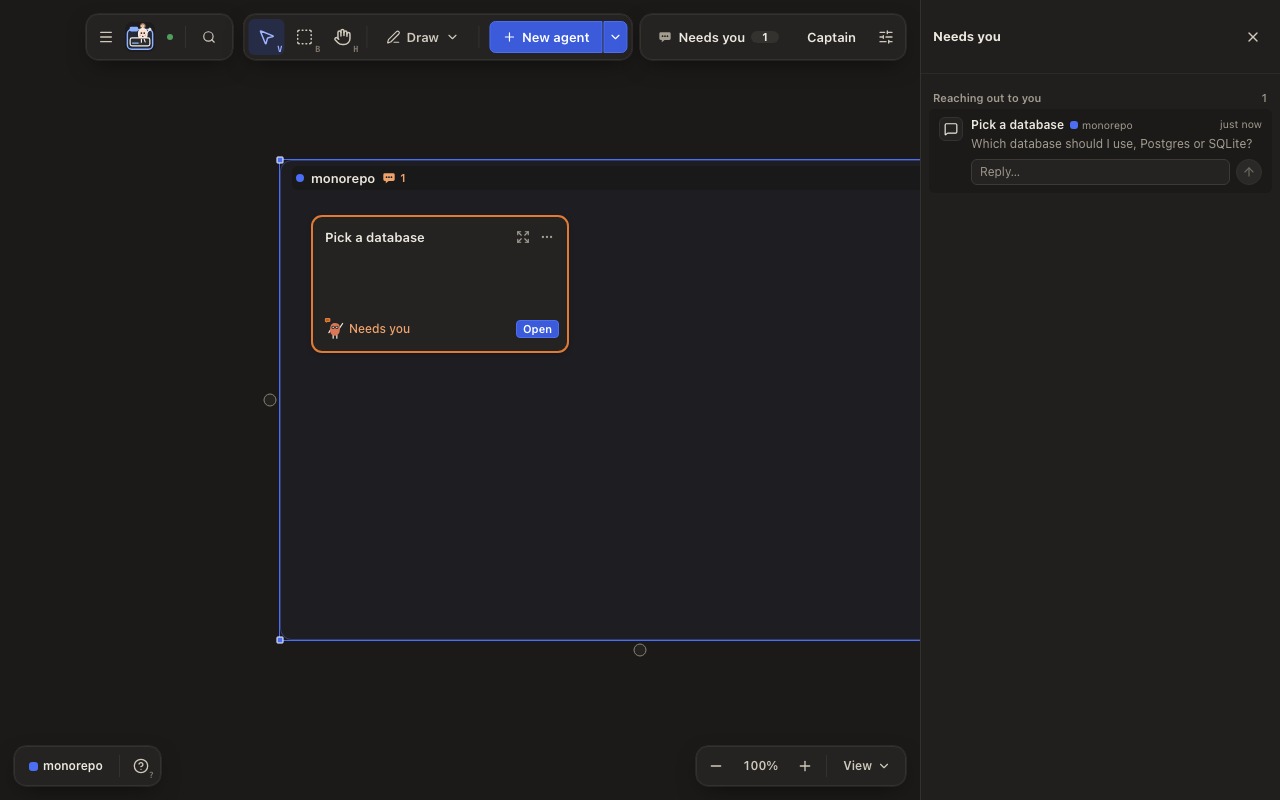 V
B
H
Draw
New agent
Needs you 1
Captain
Needs you
Reaching out to you 1
Pick a database monorepo just now
Which database should I use, Postgres or SQLite?
Reply...
monorepo 1
Pick a database
Needs you
Open
monorepo
?
100%
View